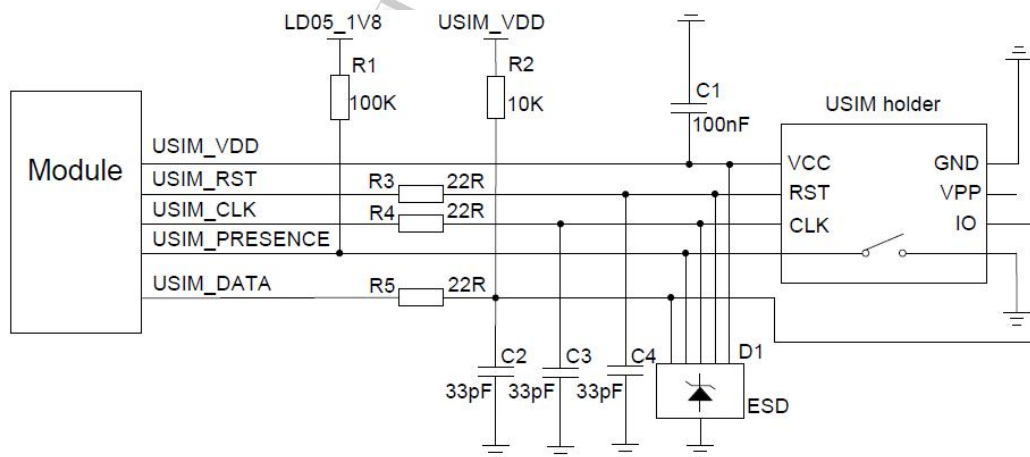 LD05_1V8
USIM_VDD
R1
100K
R2
10K
C1
100nF
USIM holder
Module
USIM_VDD
USIM_RST
USIM_CLK
USIM_PRESENCE
USIM_DATA
R3
22R
R4
22R
R5
22R
VCC
RST
CLK
GND
VPP
IO
C2
33pF
C3
33pF
C4
33pF
D1
ESD